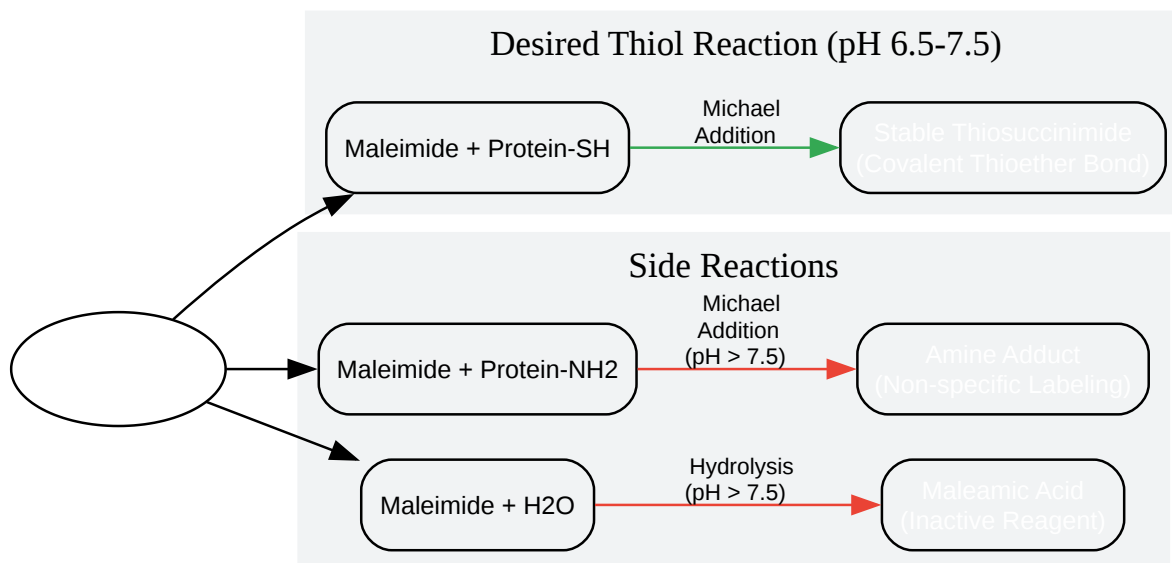 Desired Thiol Reaction (pH 6.5-7.5)
Maleimide + Protein-SH
Michael
Addition
Stable Thiosuccinimide
(Covalent Thioether Bond)
Side Reactions
Maleimide + Protein-NH2
Michael
Addition
(pH > 7.5)
Amine Adduct
(Non-specific Labeling)
Maleimide + H2O
Hydrolysis
(pH > 7.5)
Maleamic Acid
(Inactive Reagent)